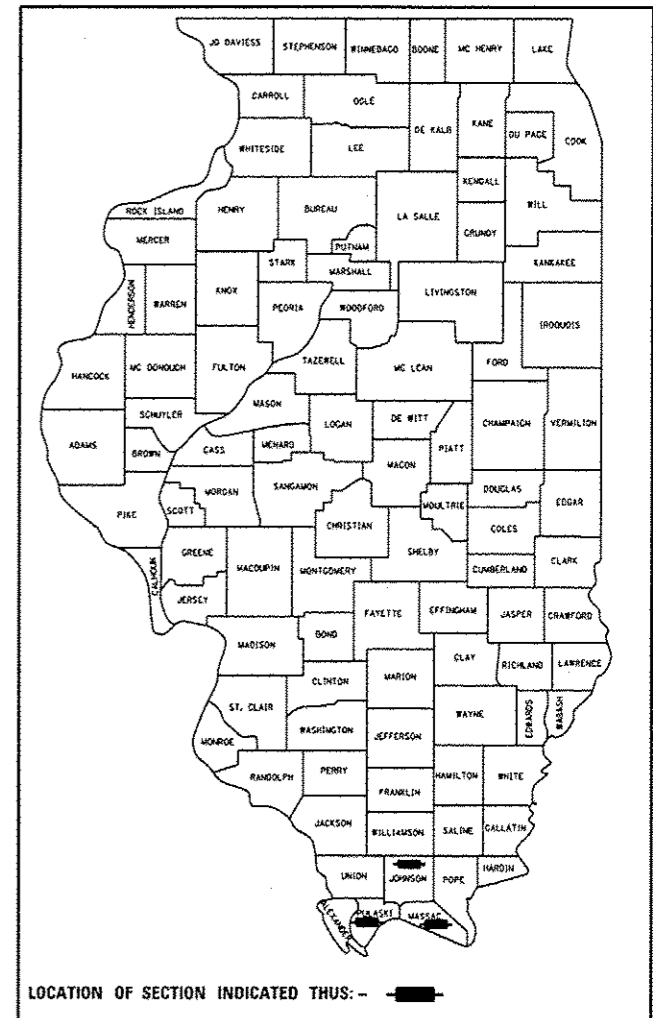 JO DAVIESS STEPHENSON WINNEBAGO BOONE MC HENRY LAKE
CARROLL OGLE DE KALB KANE DU PAGE COOK
WHITESIDE LEE
KENDALL WILL
ROCK ISLAND HENRY BUREAU LA SALLE GRUNDY
MERCER PUTNAM
STARK MARSHALL KANKAKEE
HENDERSON WARREN KNOX PEORIA WOODFORD LIVINGSTON IROQUOIS
HANCOCK MC DONOUGH FULTON TAZEWELL MC LEAN FORD
SCHUYLER MASON LOGAN DE WITT CHAMPAIGN VERMILION
ADAMS BROWN CASS MENARD MACON PIATT
PIKE SCOTT MORGAN SANGAMON CHRISTIAN MOULTRIE DOUGLAS EDGAR
COLES
CALHOUN GREENE MACOUPIN MONTGOMERY SHELBY CUMBERLAND CLARK
JERSEY FAYETTE EFFINGHAM JASPER CRAWFORD
MADISON BOND
CLAY RICHLAND LAWRENCE
CLINTON MARION
ST. CLAIR WAYNE EDWARDS WABASH
MONROE WASHINGTON JEFFERSON
RANDOLPH PERRY HAMILTON WHITE
FRANKLIN
JACKSON WILLIAMSON SALINE GALLATIN
UNION JOHNSON POPE HARDIN
ALEXANDER PULASKI MASSAC
LOCATION OF SECTION INDICATED THUS: -